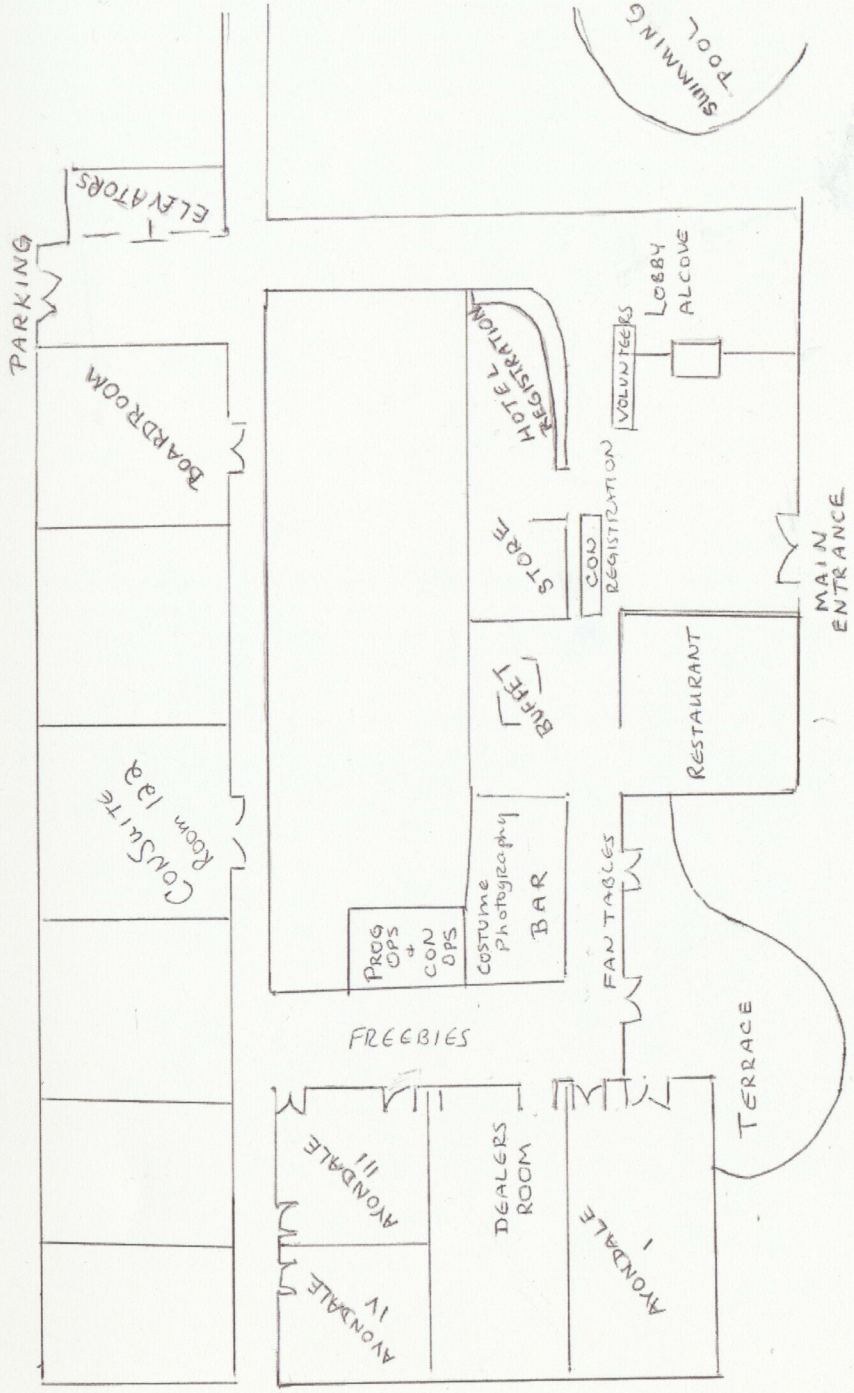 SWIMMING
POOL
ELEVATORS
PARKING
BOARDROOM
HOTEL
REGISTRATION
VOLUNTEERS
LOBBY
ALCOVE
STORE
CON
REGISTRATION
MAIN
ENTRANCE
BUFFET
RESTAURANT
CONSUITE
Room 122
PROG
OPS
+
CON
OPS
COSTUME
Photography
BAR
FAN TABLES
FREEBIES
TERRACE
AVONDALE
III
DEALERS
ROOM
AVONDALE
IV
AVONDALE
I